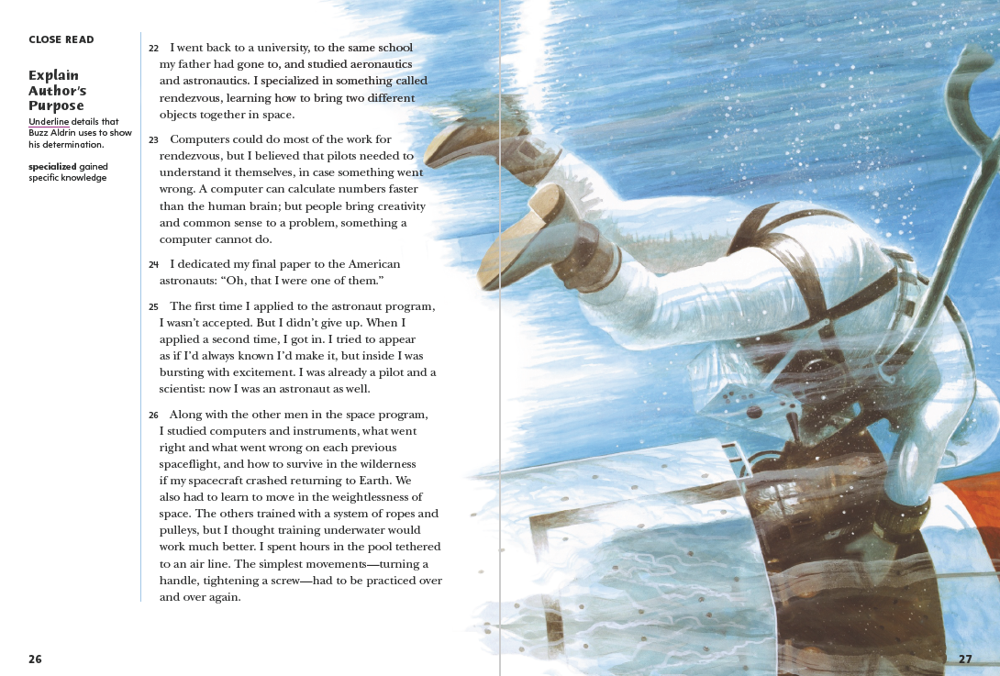 CLOSE READ
Explain
Author's
Purpose
Underline details that
Buzz Aldrin uses to show
his determination.
specialized gained
specific knowledge
22 I went back to a university, to the same school
my father had gone to, and studied aeronautics
and astronautics. I specialized in something called
rendezvous, learning how to bring two different
objects together in space.
23 Computers could do most of the work for
rendezvous, but I believed that pilots needed to
understand it themselves, in case something went
wrong. A computer can calculate numbers faster
than the human brain; but people bring creativity
and common sense to a problem, something a
computer cannot do.
24 I dedicated my final paper to the American
astronauts: “Oh, that I were one of them.”
25 The first time I applied to the astronaut program,
I wasn’t accepted. But I didn’t give up. When I
applied a second time, I got in. I tried to appear
as if I’d always known I’d make it, but inside I was
bursting with excitement. I was already a pilot and a
scientist: now I was an astronaut as well.
26 Along with the other men in the space program,
I studied computers and instruments, what went
right and what went wrong on each previous
spaceflight, and how to survive in the wilderness
if my spacecraft crashed returning to Earth. We
also had to learn to move in the weightlessness of
space. The others trained with a system of ropes and
pulleys, but I thought training underwater would
work much better. I spent hours in the pool tethered
to an air line. The simplest movements—turning a
handle, tightening a screw—had to be practiced over
and over again.
26
27